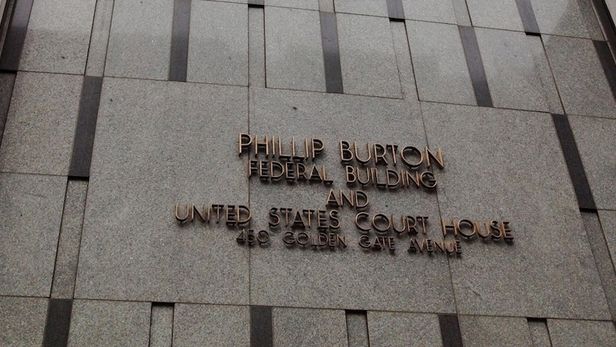 PHILLIP BURTON
FEDERAL BUILDING
AND
UNITED STATES COURT HOUSE
450 GOLDEN GATE AVENUE